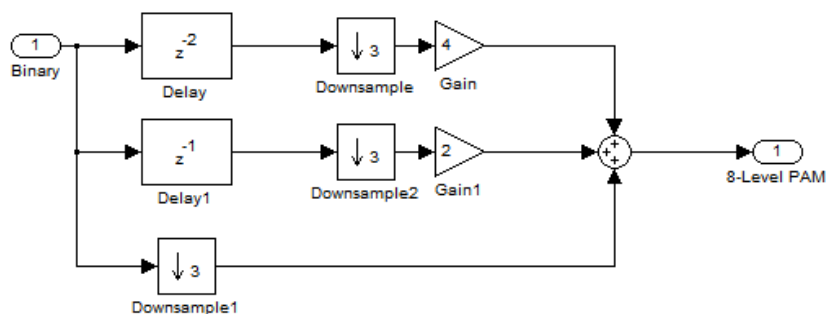 1
Binary
z-2
Delay
↓ 3
Downsample
4
Gain
z-1
Delay1
↓ 3
Downsample2
2
Gain1
↓ 3
Downsample1
+
+
+
1
8-Level PAM